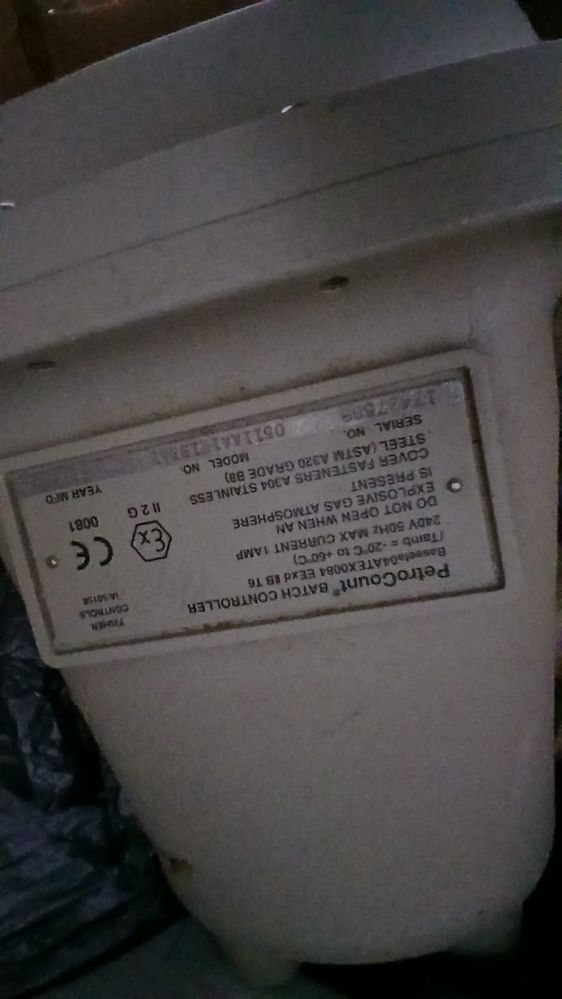 PetroCount® BATCH CONTROLLER
Baseefa04ATEX0084 EExd IIB T6
(Tamb = -20°C to +60°C)
240V 50Hz MAX CURRENT 1AMP
DO NOT OPEN WHEN AN
EXPLOSIVE GAS ATMOSPHERE
IS PRESENT
COVER FASTENERS A304 STAINLESS
STEEL (ASTM A320 GRADE B8)
SERIAL NO.
MODEL NO.
YEAR MFD
FISHER
CONTROLS
CE
0081
Ex
II 2 G